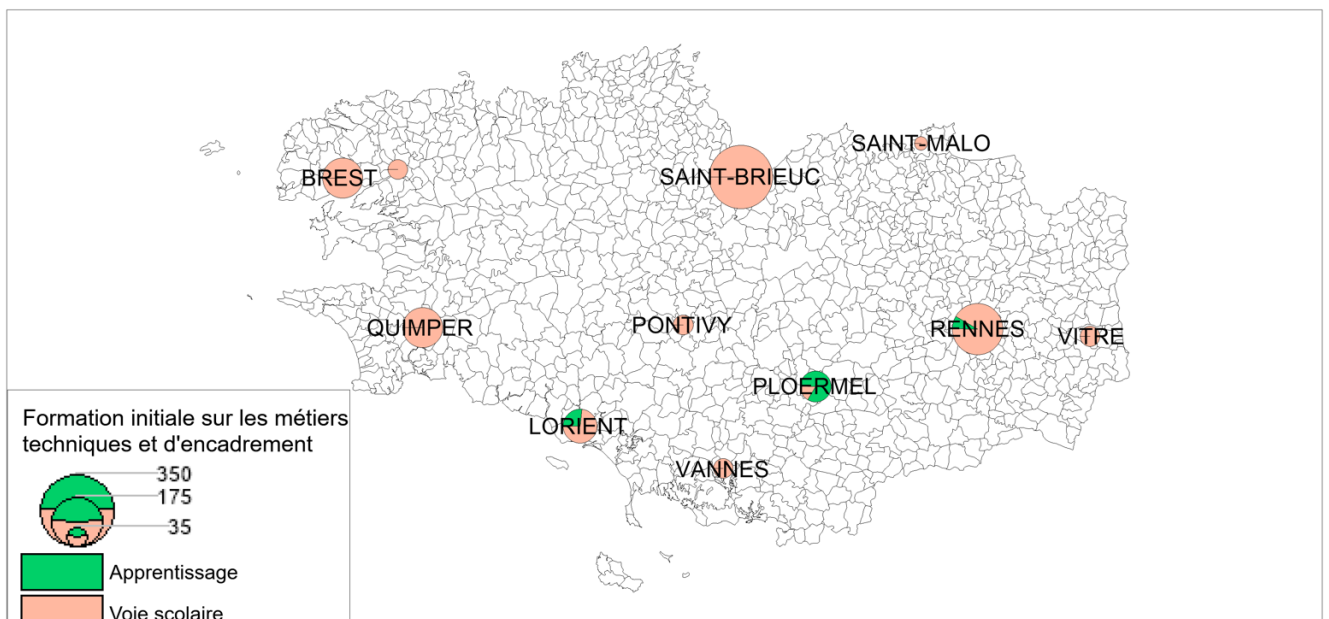 SAINT-MALO
BREST
SAINT-BRIEUC
QUIMPER
PONTIVY
RENNES
VITRE
PLOERMEL
LORIENT
VANNES
Formation initiale sur les métiers
techniques et d'encadrement
350
175
35
Apprentissage
Voie scolaire